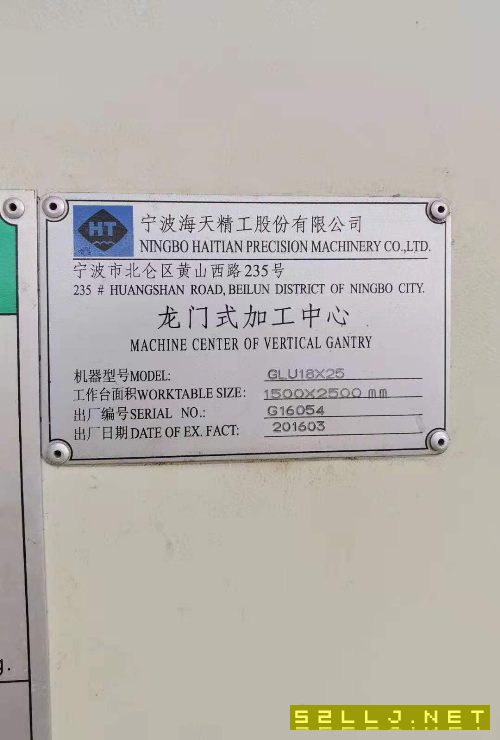 HT
宁波海天精工股份有限公司
NINGBO HAITIAN PRECISION MACHINERY CO.,LTD.
宁波市北仑区黄山西路235号
235 # HUANGSHAN ROAD, BEILUN DISTRICT OF NINGBO CITY.
龙门式加工中心
MACHINE CENTER OF VERTICAL GANTRY
机器型号MODEL: GLU18X25
工作台面积WORKTABLE SIZE: 1500X2500 mm
出厂编号SERIAL NO.: G16054
出厂日期DATE OF EX. FACT: 201603
g.
52LLJ.NET